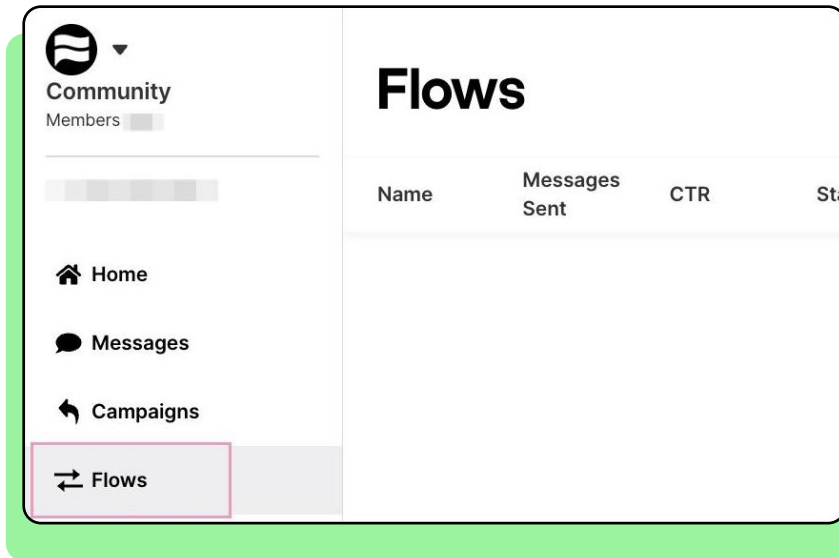 Community
Members
Home
Messages
Campaigns
Flows
Flows
Name
Messages
Sent
CTR